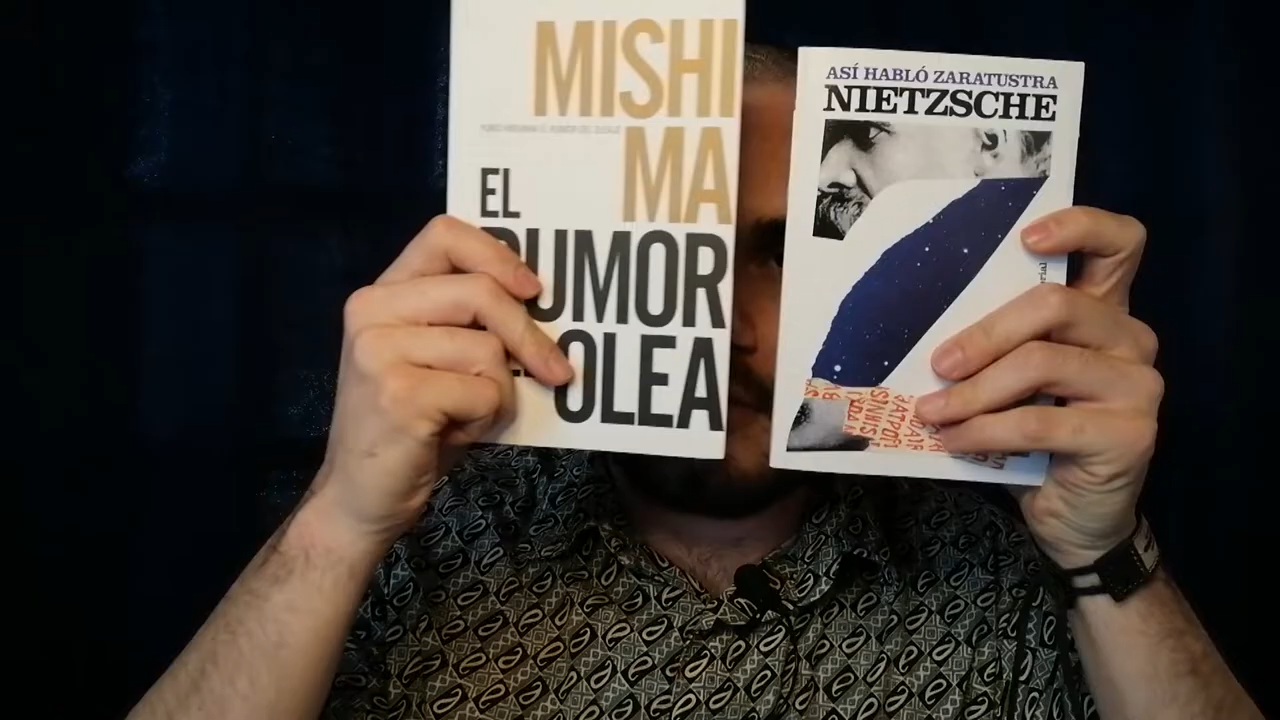 MISHI
MA
EL
RUMOR
OLEA
ASÍ HABLÓ ZARATUSTRA
NIETZSCHE